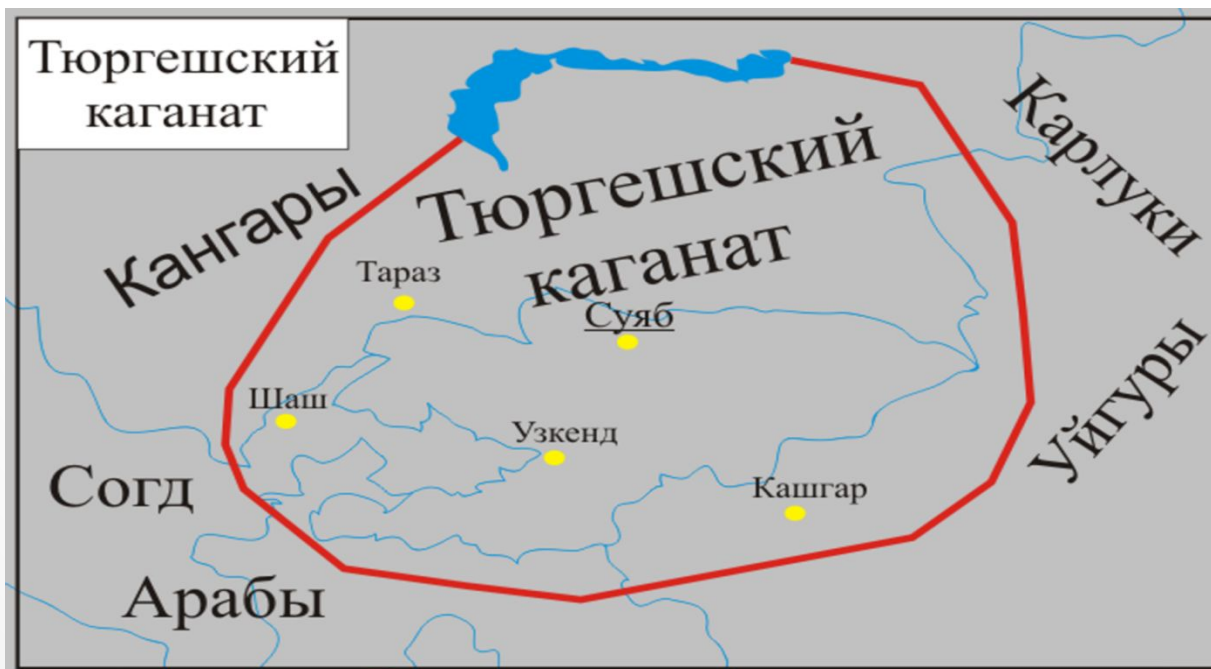 Тюргешский
каганат
Карлуки
Кангары
Тюргешский
каганат
Тараз
Суяб
Уйгуры
Шаш
Узкенд
Согд
Кашгар
Арабы